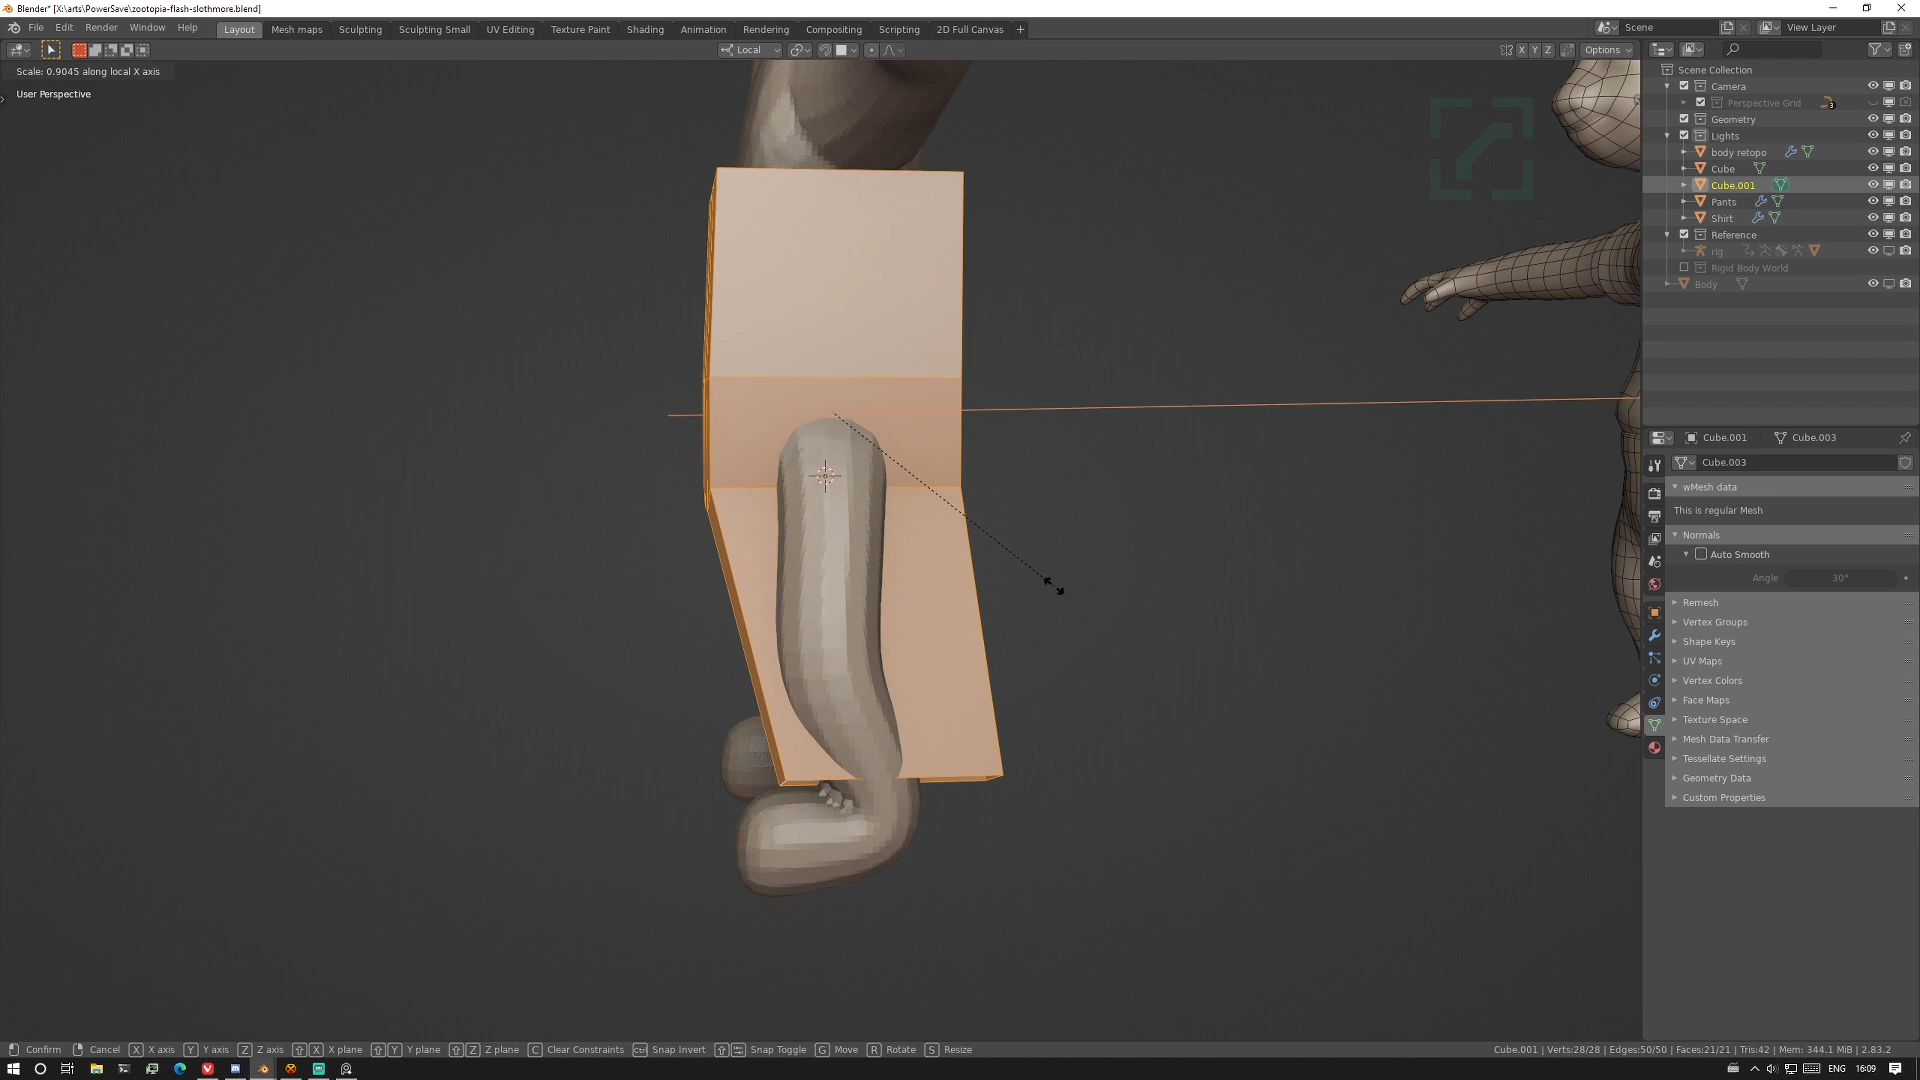 Blender* [X:\arts\PowerSave\zootopia-flash-slothmore.blend]
File Edit Render Window Help Layout Mesh maps Sculpting Sculpting Small UV Editing Texture Paint Shading Animation Rendering Compositing Scripting 2D Full Canvas + Scene View Layer
Local X Y Z Options
Scale: 0.9045 along local X axis
User Perspective
Scene Collection
Camera
Perspective Grid 3
Geometry
Lights
body retopo
Cube
Cube.001
Pants
Shirt
Reference
rig
Rigid Body World
Body
Cube.001 Cube.003
Cube.003
wMesh data
This is regular Mesh
Normals
Auto Smooth
Angle 30°
Remesh
Vertex Groups
Shape Keys
UV Maps
Vertex Colors
Face Maps
Texture Space
Mesh Data Transfer
Tessellate Settings
Geometry Data
Custom Properties
Confirm Cancel X X axis Y Y axis Z Z axis X X plane Y Y plane Z Z plane C Clear Constraints Ctrl Snap Invert Snap Toggle G Move R Rotate S Resize Cube.001 | Verts:28/28 | Edges:50/50 | Faces:21/21 | Tris:42 | Mem: 344.1 MiB | 2.83.2
ENG 16:09